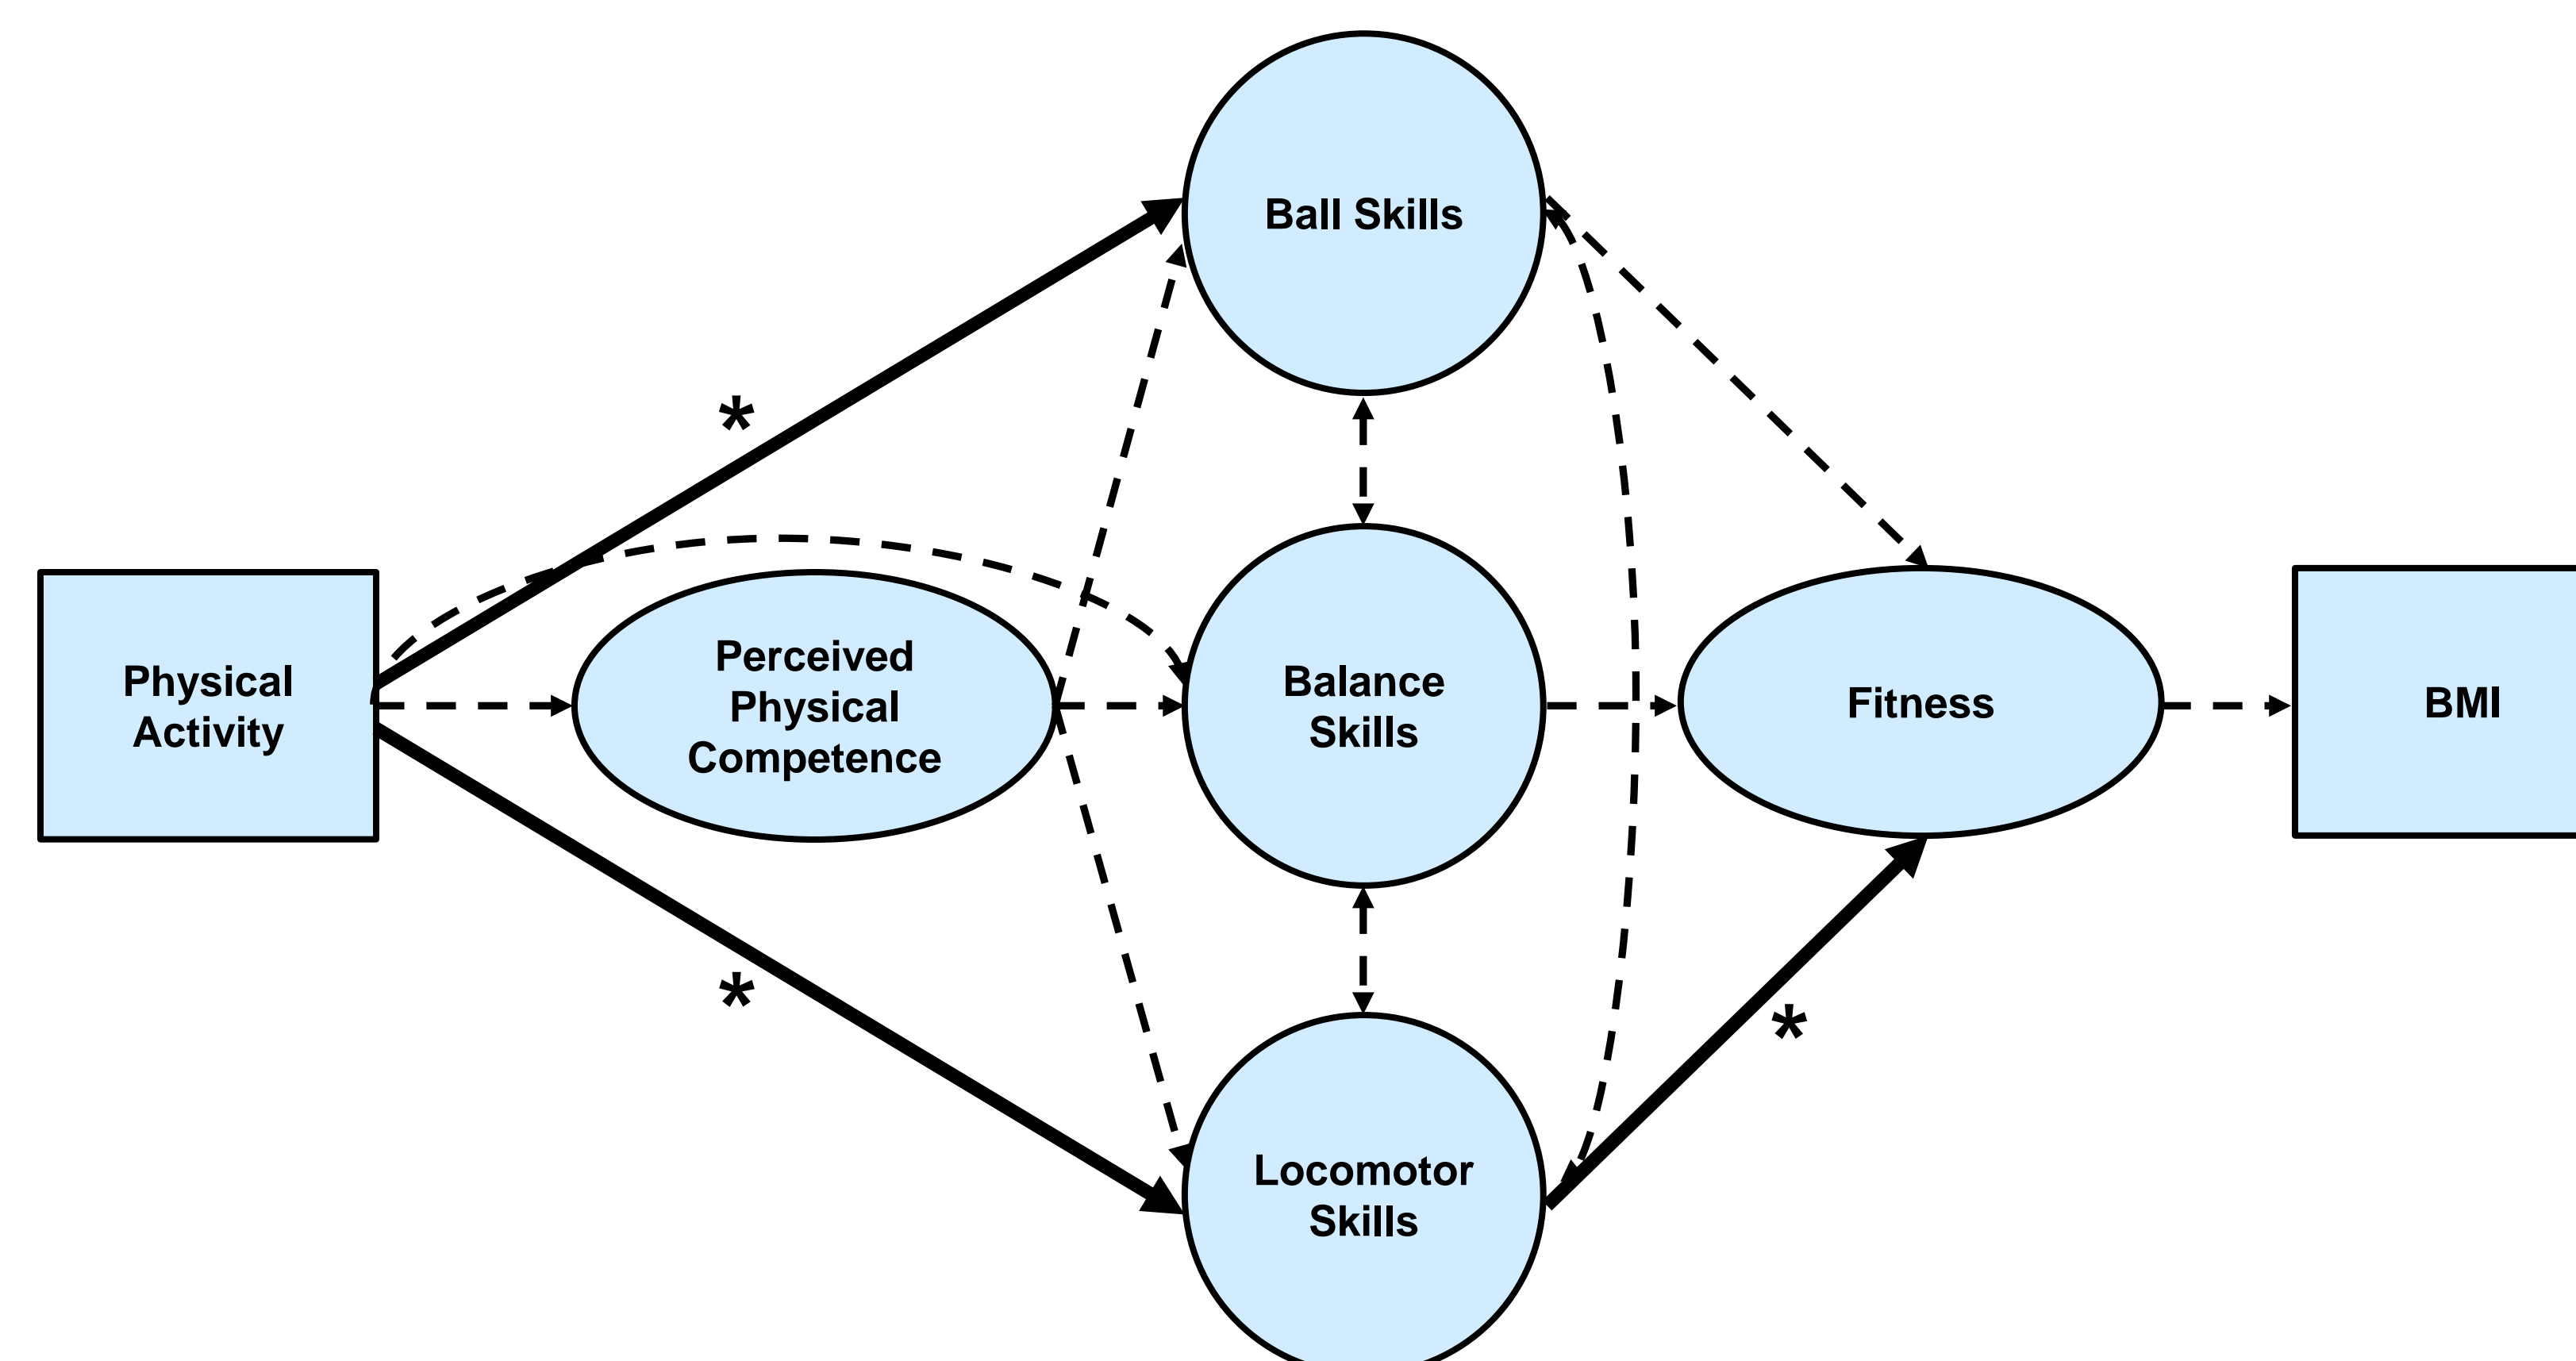 Ball Skills
*
Physical
Activity
Perceived
Physical
Competence
Balance
Skills
Fitness
BMI
*
*
Locomotor
Skills